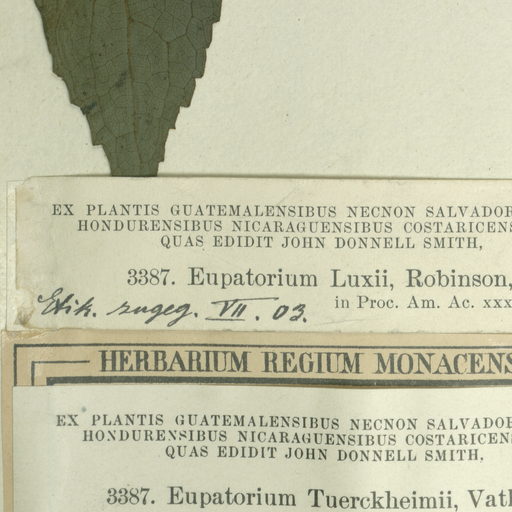 EX PLANTIS GUATEMALENSIBUS NECNON SALVADOR
HONDURENSIBUS NICARAGUENSIBUS COSTARICENS
QUAS EDIDIT JOHN DONNELL SMITH,
3387. Eupatorium Luxii, Robinson,
in Proc. Am. Ac. xxx
Etik. zugeg. VII. 03.
HERBARIUM REGIUM MONACENS
EX PLANTIS GUATEMALENSIBUS NECNON SALVADOR
HONDURENSIBUS NICARAGUENSIBUS COSTARICENS
QUAS EDIDIT JOHN DONNELL SMITH,
3387. Eupatorium Tuerckheimii, Vatk